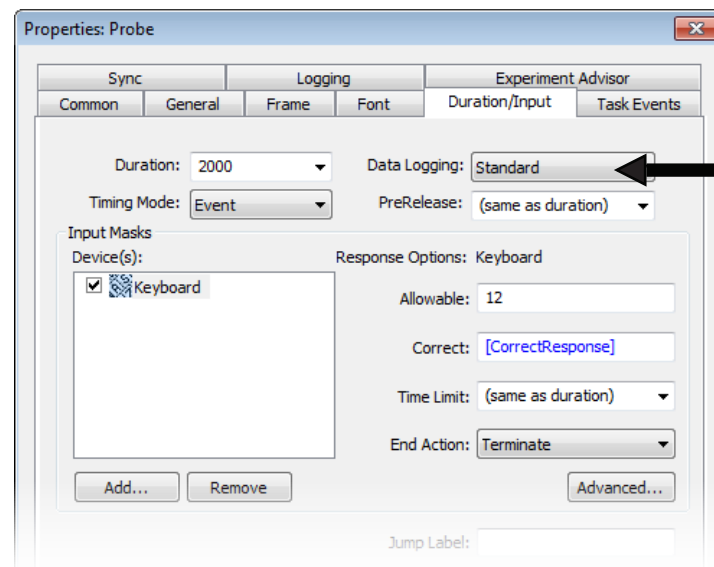 Properties: Probe
Sync Logging Experiment Advisor
Common General Frame Font Duration/Input Task Events
Duration: 2000 Data Logging: Standard
Timing Mode: Event PreRelease: (same as duration)
Input Masks
Device(s): Response Options: Keyboard
Keyboard
Allowable: 12
Correct: [CorrectResponse]
Time Limit: (same as duration)
End Action: Terminate
Add... Remove Advanced...
Jump Label: